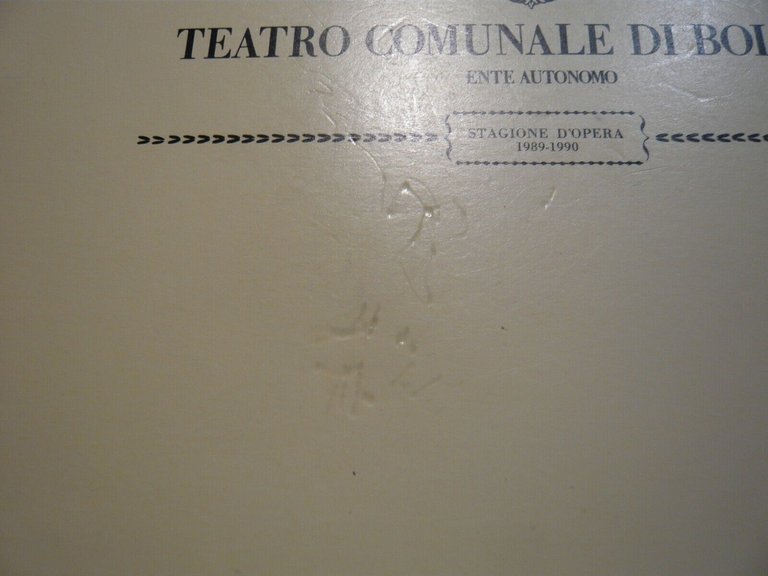 TEATRO COMUNALE DI BOL
ENTE AUTONOMO
STAGIONE D'OPERA
1989-1990